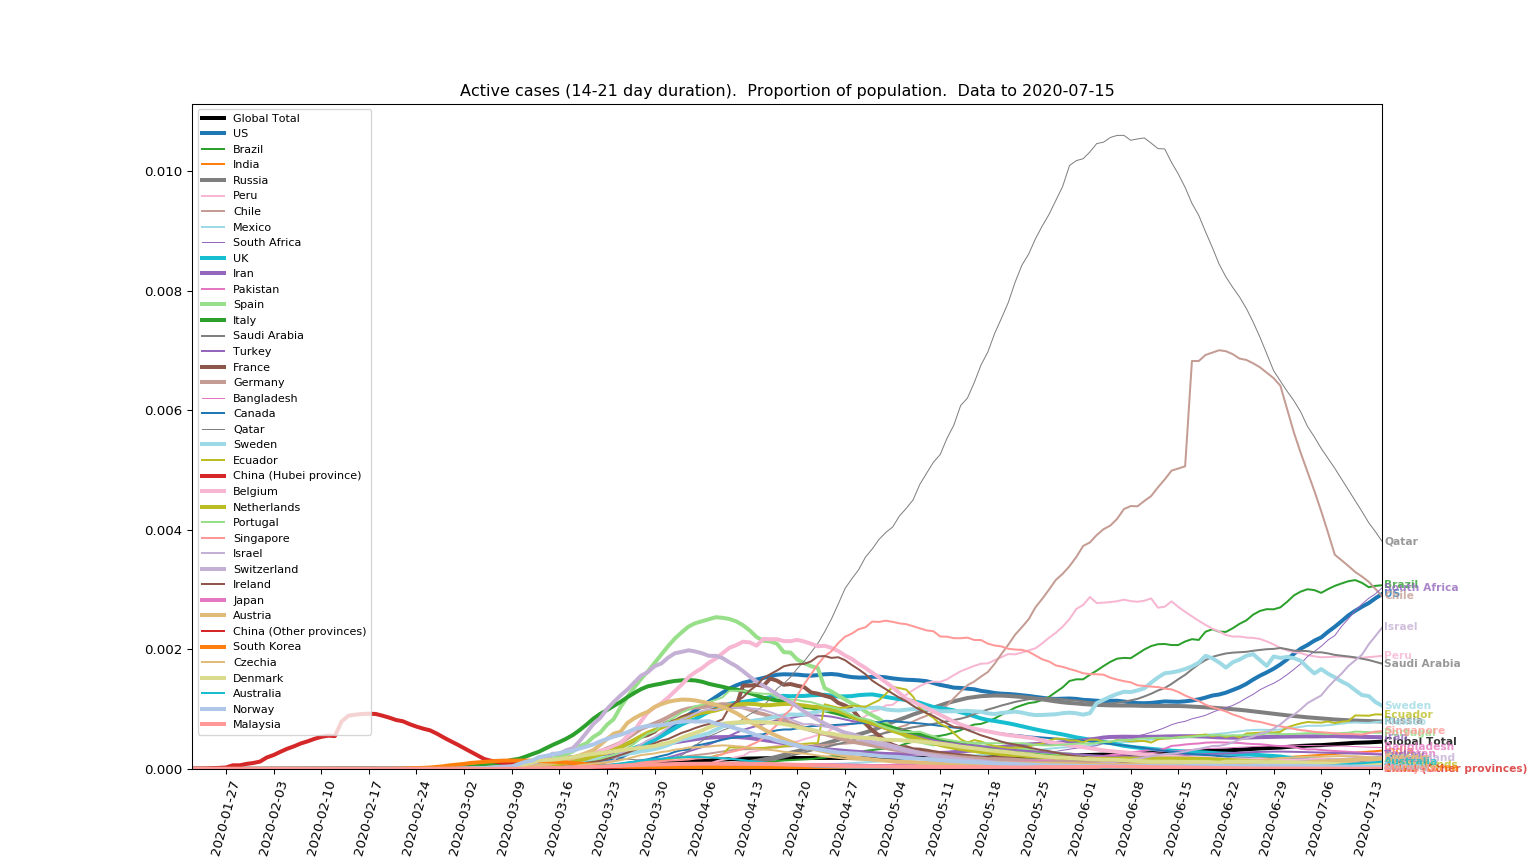 Active cases (14-21 day duration).  Proportion of population.  Data to 2020-07-15
Global Total
US
Brazil
India
Russia
Peru
Chile
Mexico
South Africa
UK
Iran
Pakistan
Spain
Italy
Saudi Arabia
Turkey
France
Germany
Bangladesh
Canada
Qatar
Sweden
Ecuador
China (Hubei province)
Belgium
Netherlands
Portugal
Singapore
Israel
Switzerland
Ireland
Japan
Austria
China (Other provinces)
South Korea
Czechia
Denmark
Australia
Norway
Malaysia
0.010
0.008
0.006
0.004
0.002
0.000
Qatar
Brazil
South Africa
US
Chile
Israel
Peru
Saudi Arabia
Sweden
Ecuador
Russia
Singapore
Global Total
Bangladesh
Australia
China (Other provinces)
2020-01-27
2020-02-03
2020-02-10
2020-02-17
2020-02-24
2020-03-02
2020-03-09
2020-03-16
2020-03-23
2020-03-30
2020-04-06
2020-04-13
2020-04-20
2020-04-27
2020-05-04
2020-05-11
2020-05-18
2020-05-25
2020-06-01
2020-06-08
2020-06-15
2020-06-22
2020-06-29
2020-07-06
2020-07-13